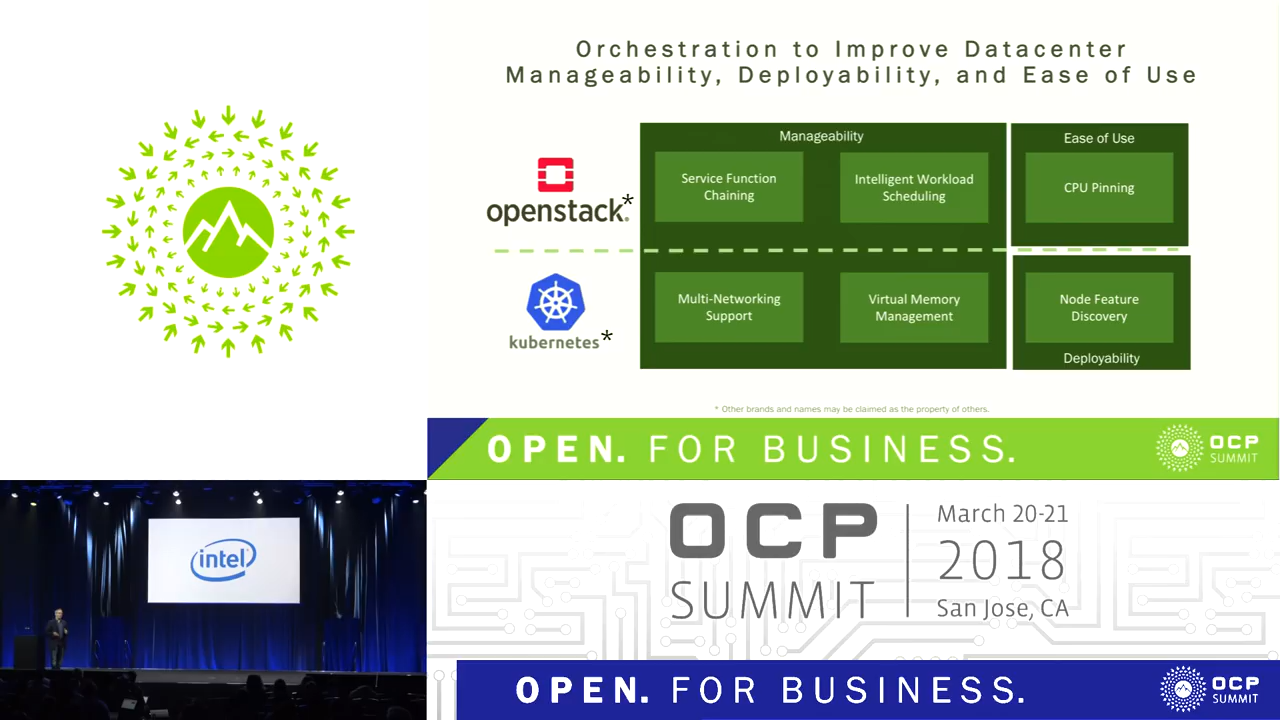 Orchestration to Improve Datacenter
Manageability, Deployability, and Ease of Use
Manageability
Ease of Use
Service Function
Chaining
Intelligent Workload
Scheduling
CPU Pinning
openstack.*
Multi-Networking
Support
Virtual Memory
Management
Node Feature
Discovery
kubernetes*
Deployability
* Other brands and names may be claimed as the property of others.
OPEN. FOR BUSINESS.
OCP
SUMMIT
intel
OCP
SUMMIT
March 20-21
2018
San Jose, CA
OPEN. FOR BUSINESS.
OCP
SUMMIT